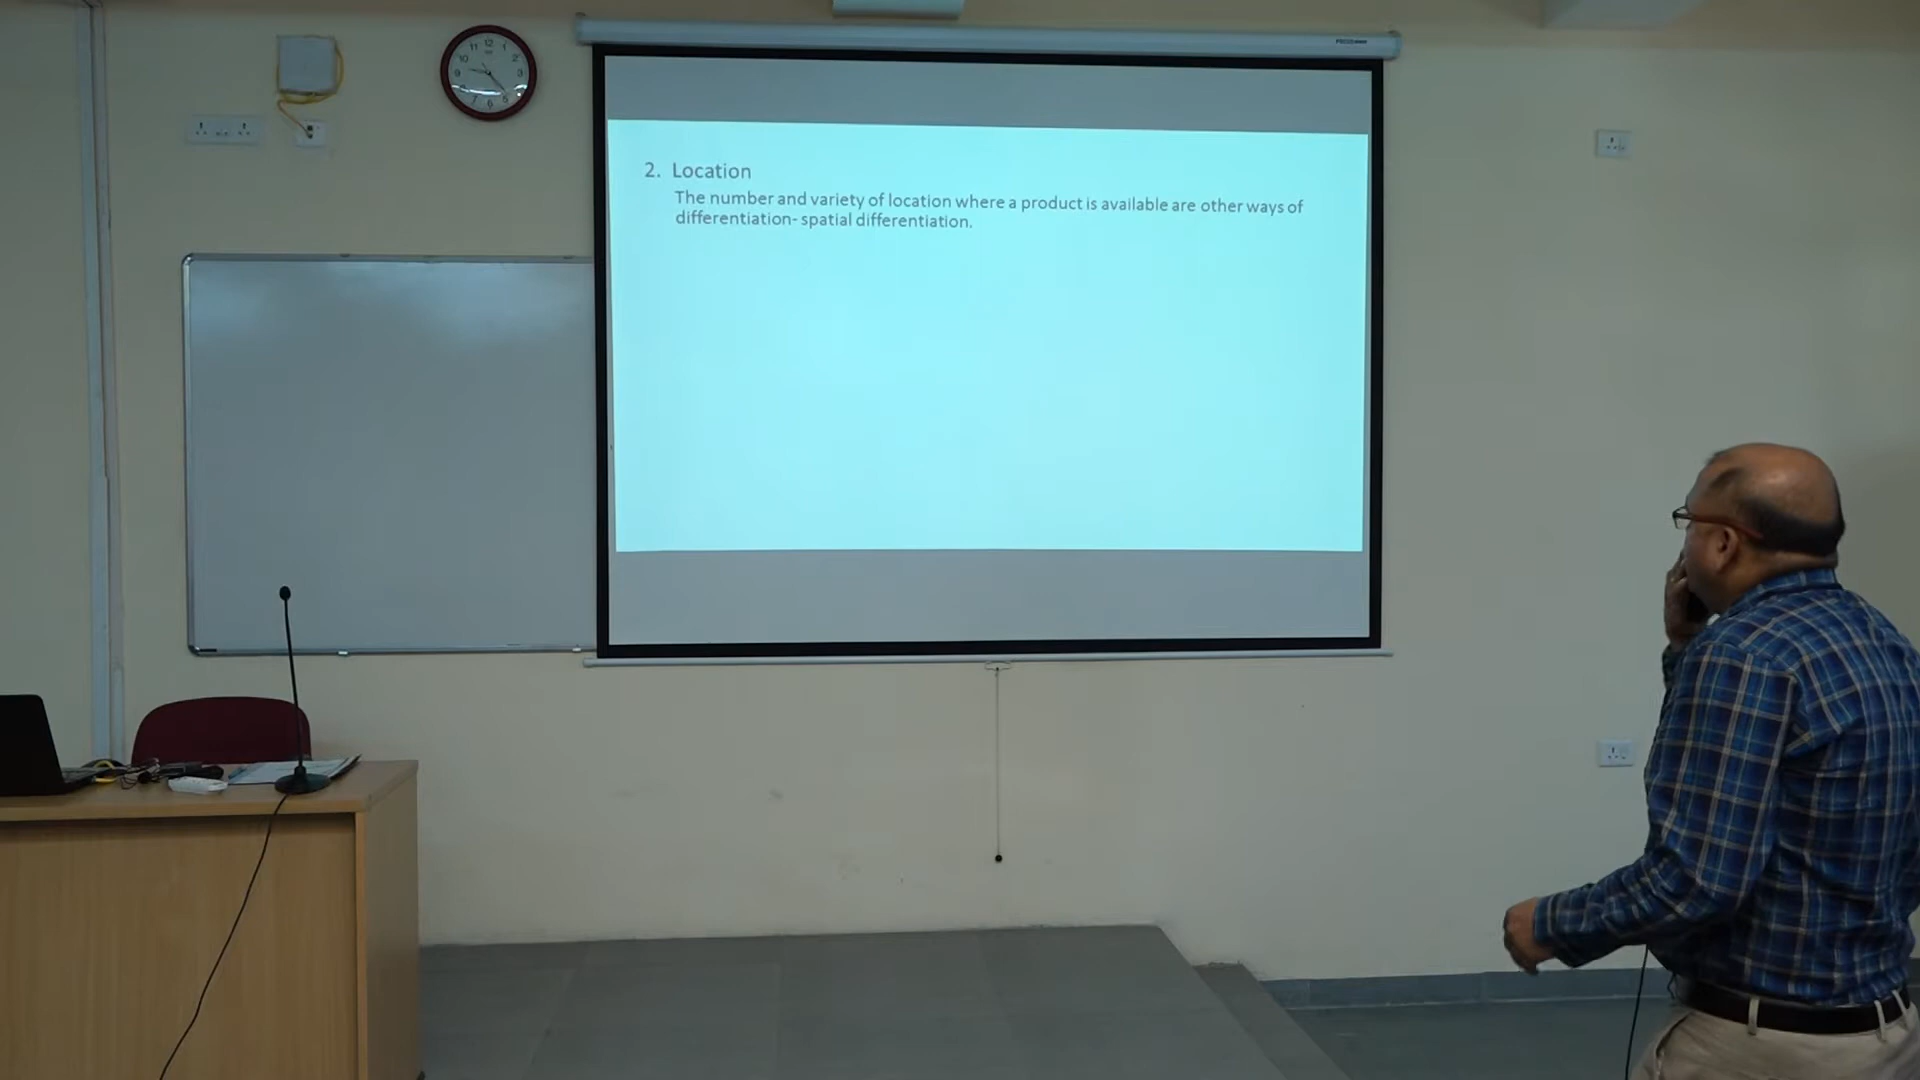 2. Location
The number and variety of location where a product is available are other ways of
differentiation- spatial differentiation.